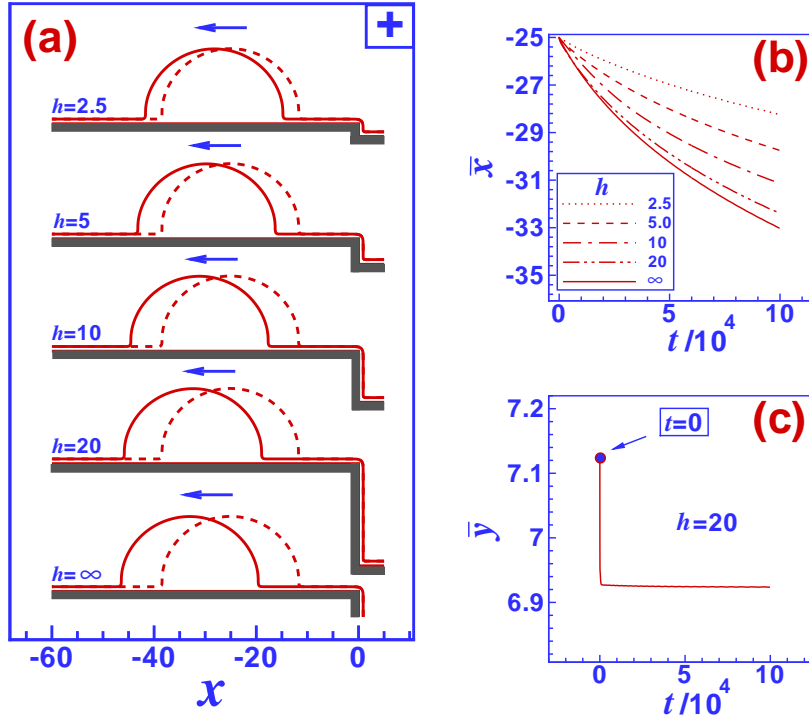 (a)
+
h=2.5
h=5
h=10
h=20
h=∞
-60
-40
-20
0
x
(b)
-25
-27
-29
-31
-33
-35
x̅
h
2.5
5.0
10
20
∞
0
5
10
t /10⁴
(c)
7.2
7.1
7
6.9
y̅
t=0
h=20
0
5
10
t /10⁴